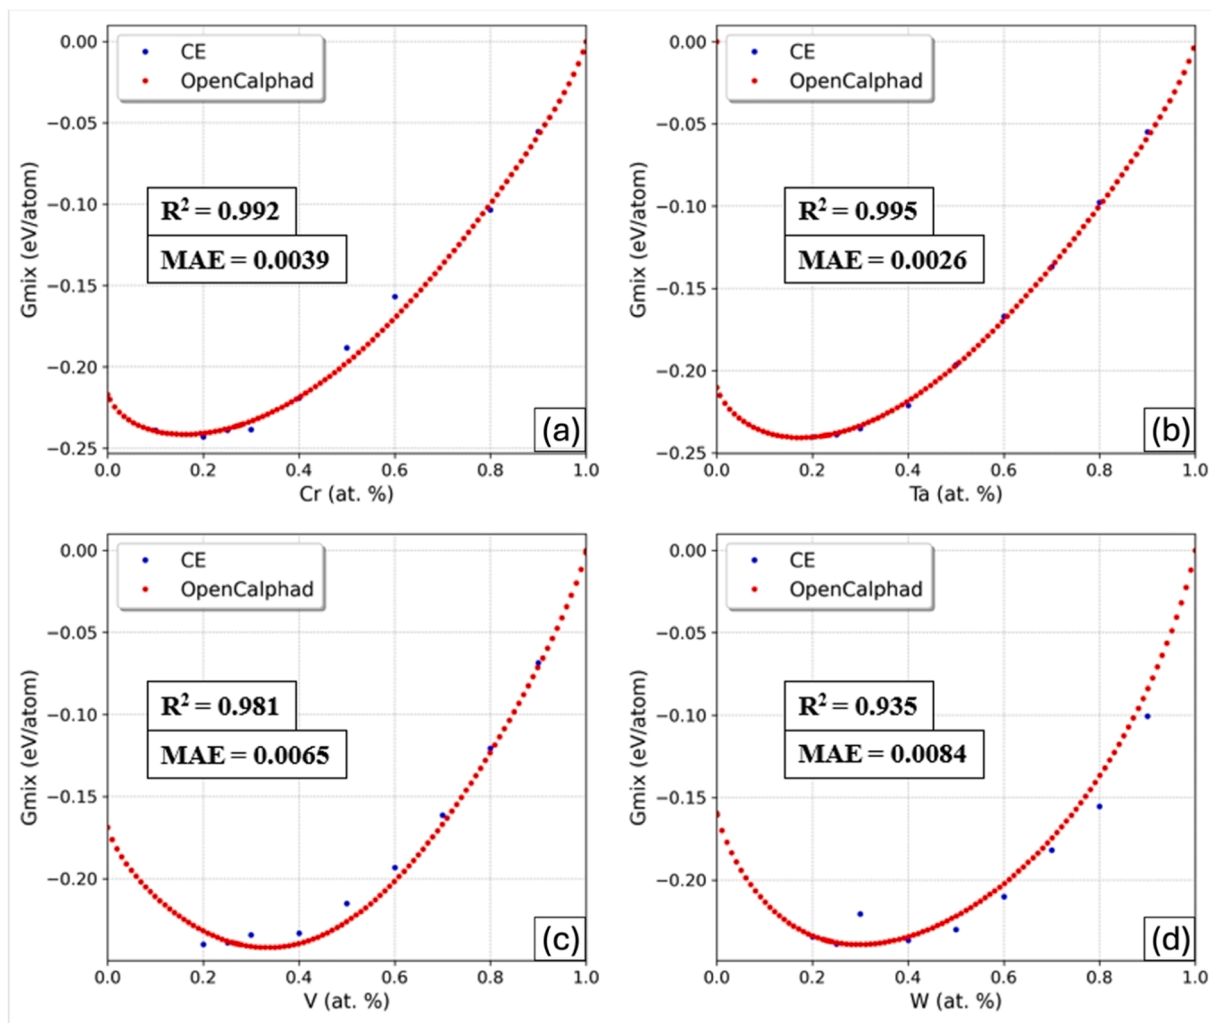 0.00
−0.05
−0.10
−0.15
−0.20
−0.25
Gmix (eV/atom)
CE
OpenCalphad
R² = 0.992
MAE = 0.0039
(a)
0.0 0.2 0.4 0.6 0.8 1.0
Cr (at. %)
0.00
−0.05
−0.10
−0.15
−0.20
−0.25
Gmix (eV/atom)
CE
OpenCalphad
R² = 0.995
MAE = 0.0026
(b)
0.0 0.2 0.4 0.6 0.8 1.0
Ta (at. %)
0.00
−0.05
−0.10
−0.15
−0.20
Gmix (eV/atom)
CE
OpenCalphad
R² = 0.981
MAE = 0.0065
(c)
0.0 0.2 0.4 0.6 0.8 1.0
V (at. %)
0.00
−0.05
−0.10
−0.15
−0.20
Gmix (eV/atom)
CE
OpenCalphad
R² = 0.935
MAE = 0.0084
(d)
0.0 0.2 0.4 0.6 0.8 1.0
W (at. %)